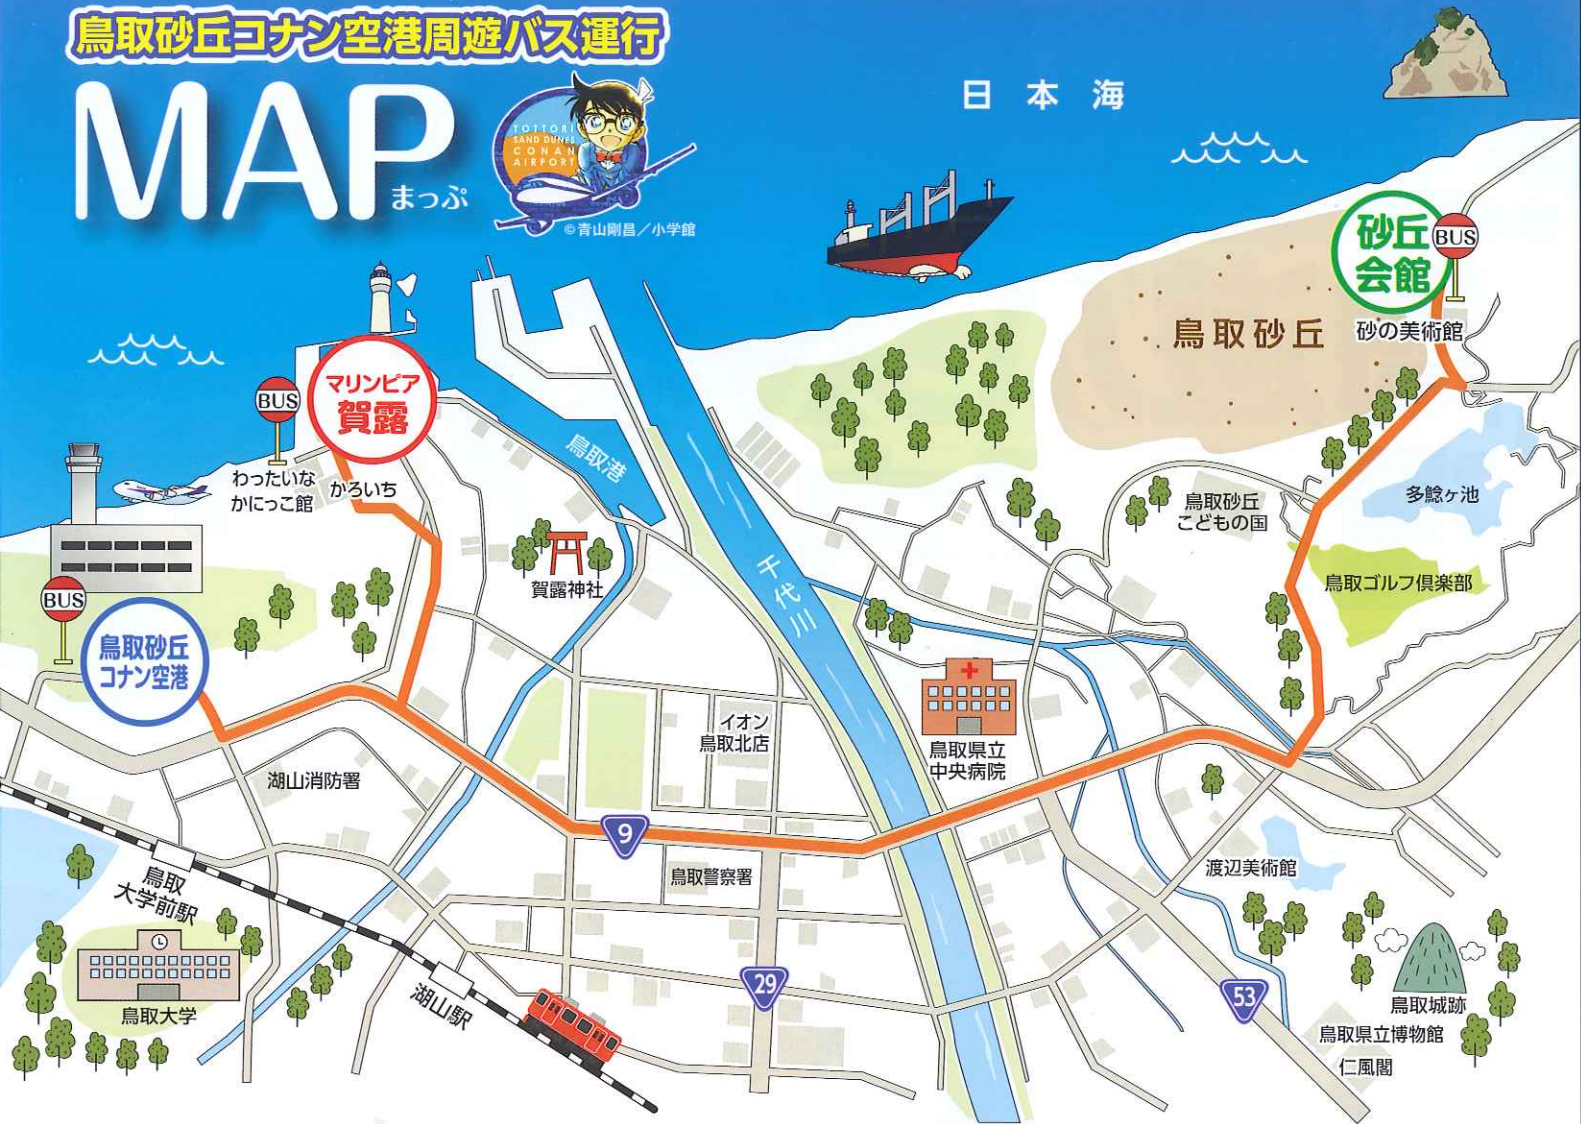 鳥取砂丘コナン空港周遊バス運行
MAP
まっぷ
TOTTORI
SAND DUNES
CONAN
AIRPORT
©青山剛昌／小学館
日本海
砂丘
会館
BUS
砂の美術館
鳥取砂丘
マリンピア
賀露
BUS
わったいな
かにっこ館
かろいち
鳥取港
鳥取砂丘
こどもの国
多鯰ヶ池
鳥取ゴルフ倶楽部
賀露神社
千代川
BUS
鳥取砂丘
コナン空港
イオン
鳥取北店
鳥取県立
中央病院
湖山消防署
9
鳥取警察署
渡辺美術館
鳥取
大学前駅
鳥取大学
湖山駅
29
53
鳥取城跡
鳥取県立博物館
仁風閣